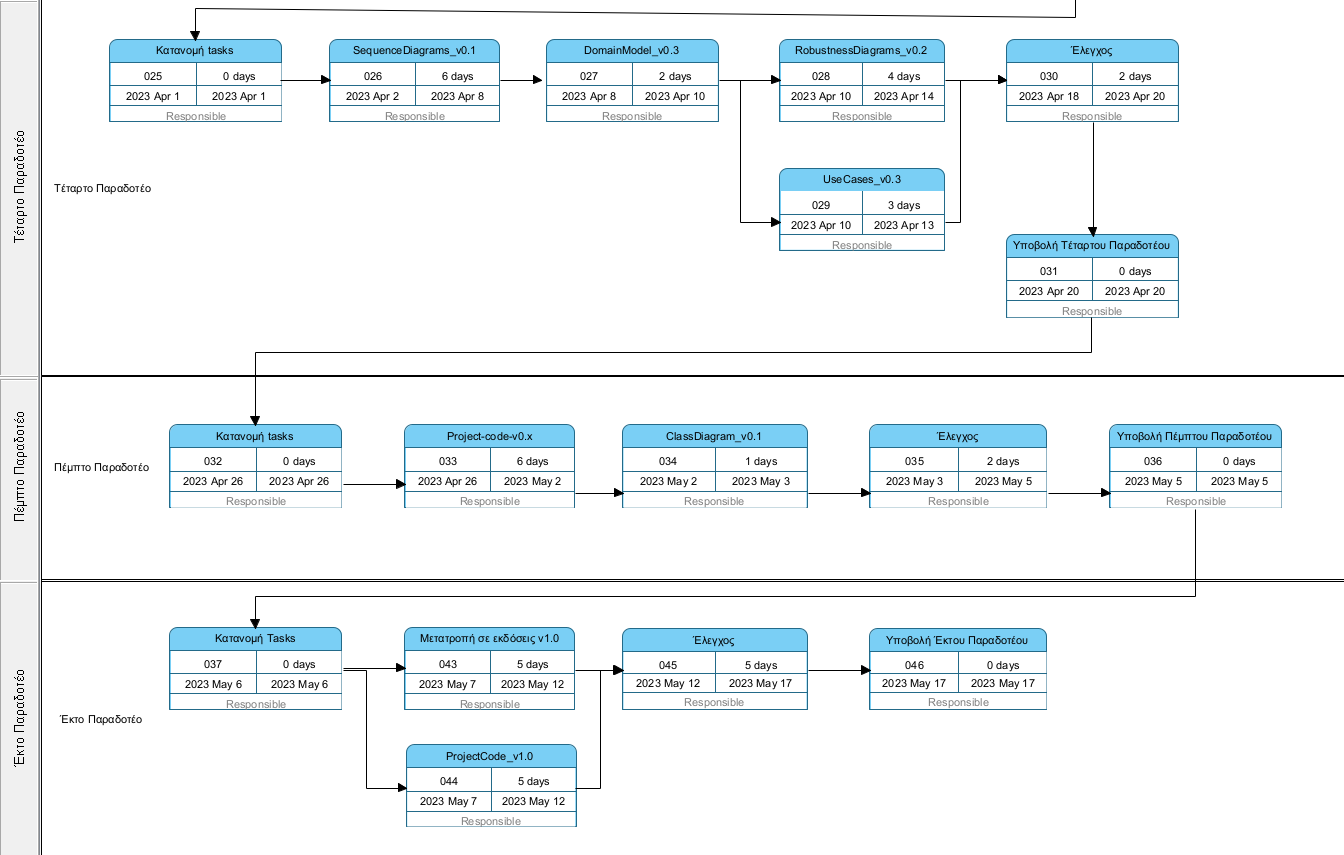 Τέταρτο Παραδοτέο
Τέταρτο Παραδοτέο
Κατανομή tasks
025 0 days
2023 Apr 1 2023 Apr 1
Responsible
SequenceDiagrams_v0.1
026 6 days
2023 Apr 2 2023 Apr 8
Responsible
DomainModel_v0.3
027 2 days
2023 Apr 8 2023 Apr 10
Responsible
RobustnessDiagrams_v0.2
028 4 days
2023 Apr 10 2023 Apr 14
Responsible
Έλεγχος
030 2 days
2023 Apr 18 2023 Apr 20
Responsible
UseCases_v0.3
029 3 days
2023 Apr 10 2023 Apr 13
Responsible
Υποβολή Τέταρτου Παραδοτέου
031 0 days
2023 Apr 20 2023 Apr 20
Responsible
Πέμπτο Παραδοτέο
Πέμπτο Παραδοτέο
Κατανομή tasks
032 0 days
2023 Apr 26 2023 Apr 26
Responsible
Project-code-v0.x
033 6 days
2023 Apr 26 2023 May 2
Responsible
ClassDiagram_v0.1
034 1 days
2023 May 2 2023 May 3
Responsible
Έλεγχος
035 2 days
2023 May 3 2023 May 5
Responsible
Υποβολή Πέμπτου Παραδοτέου
036 0 days
2023 May 5 2023 May 5
Responsible
Έκτο Παραδοτέο
Έκτο Παραδοτέο
Κατανομή Tasks
037 0 days
2023 May 6 2023 May 6
Responsible
Μετατροπή σε εκδόσεις v1.0
043 5 days
2023 May 7 2023 May 12
Responsible
Έλεγχος
045 5 days
2023 May 12 2023 May 17
Responsible
Υποβολή Έκτου Παραδοτέου
046 0 days
2023 May 17 2023 May 17
Responsible
ProjectCode_v1.0
044 5 days
2023 May 7 2023 May 12
Responsible